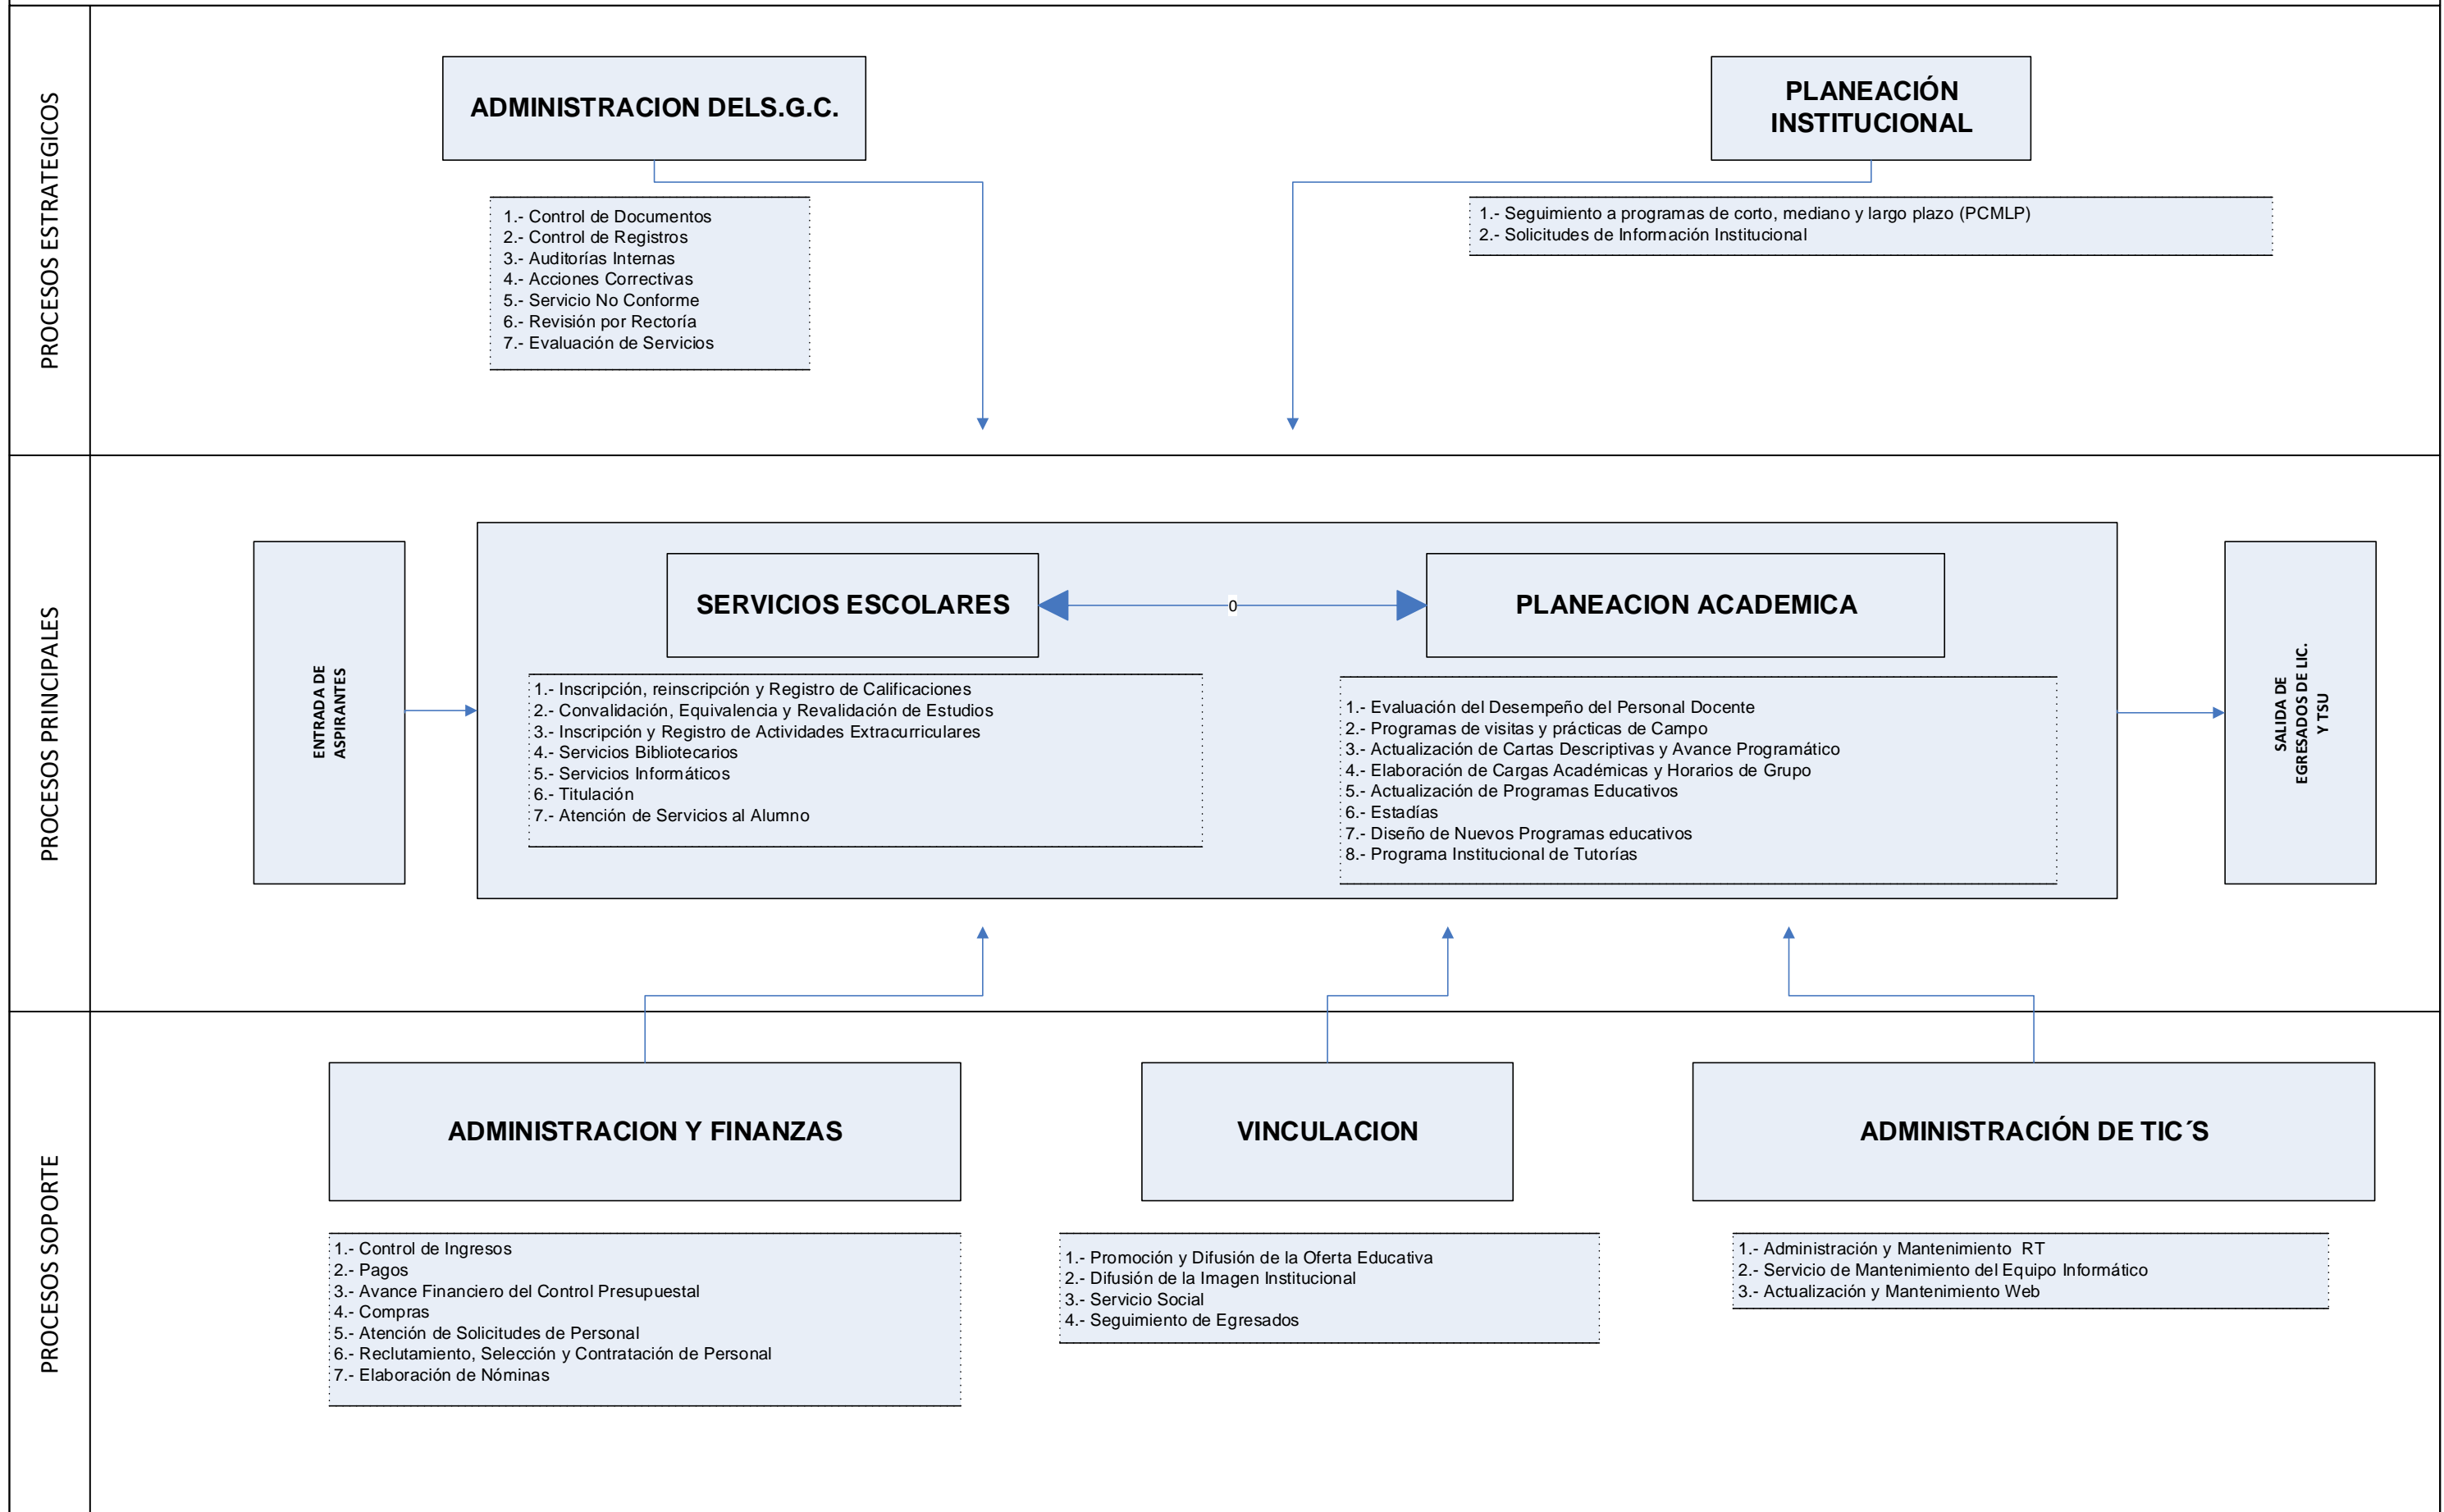 PROCESOS ESTRATEGICOS
ADMINISTRACION DELS.G.C.
1.- Control de Documentos
2.- Control de Registros
3.- Auditorías Internas
4.- Acciones Correctivas
5.- Servicio No Conforme
6.- Revisión por Rectoría
7.- Evaluación de Servicios
PLANEACIÓN
INSTITUCIONAL
1.- Seguimiento a programas de corto, mediano y largo plazo (PCMLP)
2.- Solicitudes de Información Institucional
PROCESOS PRINCIPALES
ENTRADA DE
ASPIRANTES
SERVICIOS ESCOLARES
0
PLANEACION ACADEMICA
1.- Inscripción, reinscripción y Registro de Calificaciones
2.- Convalidación, Equivalencia y Revalidación de Estudios
3.- Inscripción y Registro de Actividades Extracurriculares
4.- Servicios Bibliotecarios
5.- Servicios Informáticos
6.- Titulación
7.- Atención de Servicios al Alumno
1.- Evaluación del Desempeño del Personal Docente
2.- Programas de visitas y prácticas de Campo
3.- Actualización de Cartas Descriptivas y Avance Programático
4.- Elaboración de Cargas Académicas y Horarios de Grupo
5.- Actualización de Programas Educativos
6.- Estadías
7.- Diseño de Nuevos Programas educativos
8.- Programa Institucional de Tutorías
SALIDA DE
EGRESADOS DE LIC.
Y TSU
PROCESOS SOPORTE
ADMINISTRACION Y FINANZAS
1.- Control de Ingresos
2.- Pagos
3.- Avance Financiero del Control Presupuestal
4.- Compras
5.- Atención de Solicitudes de Personal
6.- Reclutamiento, Selección y Contratación de Personal
7.- Elaboración de Nóminas
VINCULACION
1.- Promoción y Difusión de la Oferta Educativa
2.- Difusión de la Imagen Institucional
3.- Servicio Social
4.- Seguimiento de Egresados
ADMINISTRACIÓN DE TIC´S
1.- Administración y Mantenimiento  RT
2.- Servicio de Mantenimiento del Equipo Informático
3.- Actualización y Mantenimiento Web